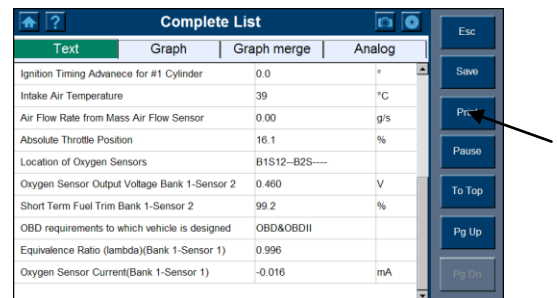 ? Complete List
Esc
Text Graph Graph merge Analog
Ignition Timing Advanece for #1 Cylinder 0.0 °
Save
Intake Air Temperature 39 °C
Air Flow Rate from Mass Air Flow Sensor 0.00 g/s
Print
Absolute Throttle Position 16.1 %
Pause
Location of Oxygen Sensors B1S12--B2S----
Oxygen Sensor Output Voltage Bank 1-Sensor 2 0.460 V
To Top
Short Term Fuel Trim Bank 1-Sensor 2 99.2 %
OBD requirements to which vehicle is designed OBD&OBDII
Pg Up
Equivalence Ratio (lambda)(Bank 1-Sensor 1) 0.996
Oxygen Sensor Current(Bank 1-Sensor 1) -0.016 mA
Pg Dn